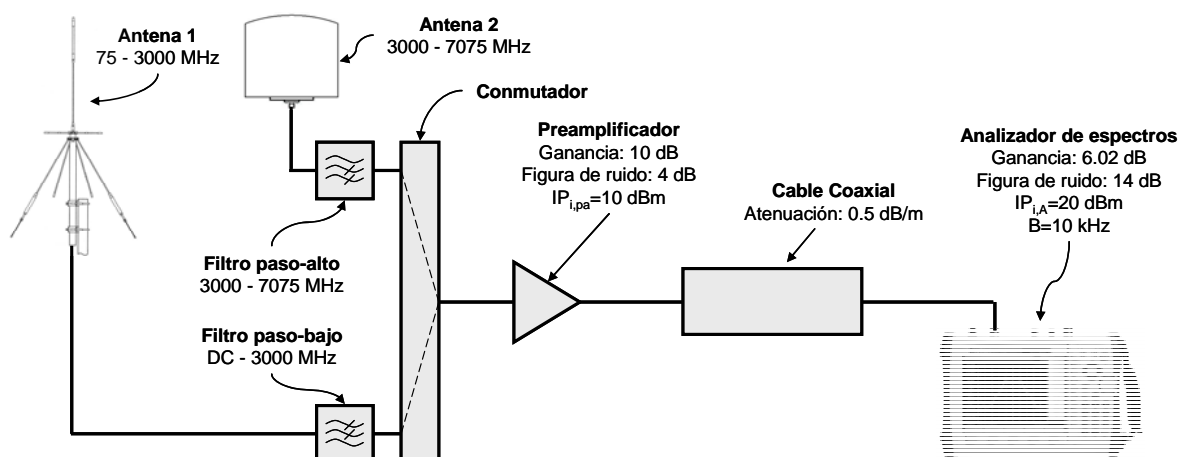 Antena 1
75 - 3000 MHz
Antena 2
3000 - 7075 MHz
Conmutador
Preamplificador
Ganancia: 10 dB
Figura de ruido: 4 dB
IPi,pa=10 dBm
Cable Coaxial
Atenuación: 0.5 dB/m
Analizador de espectros
Ganancia: 6.02 dB
Figura de ruido: 14 dB
IPi,A=20 dBm
B=10 kHz
Filtro paso-alto
3000 - 7075 MHz
Filtro paso-bajo
DC - 3000 MHz